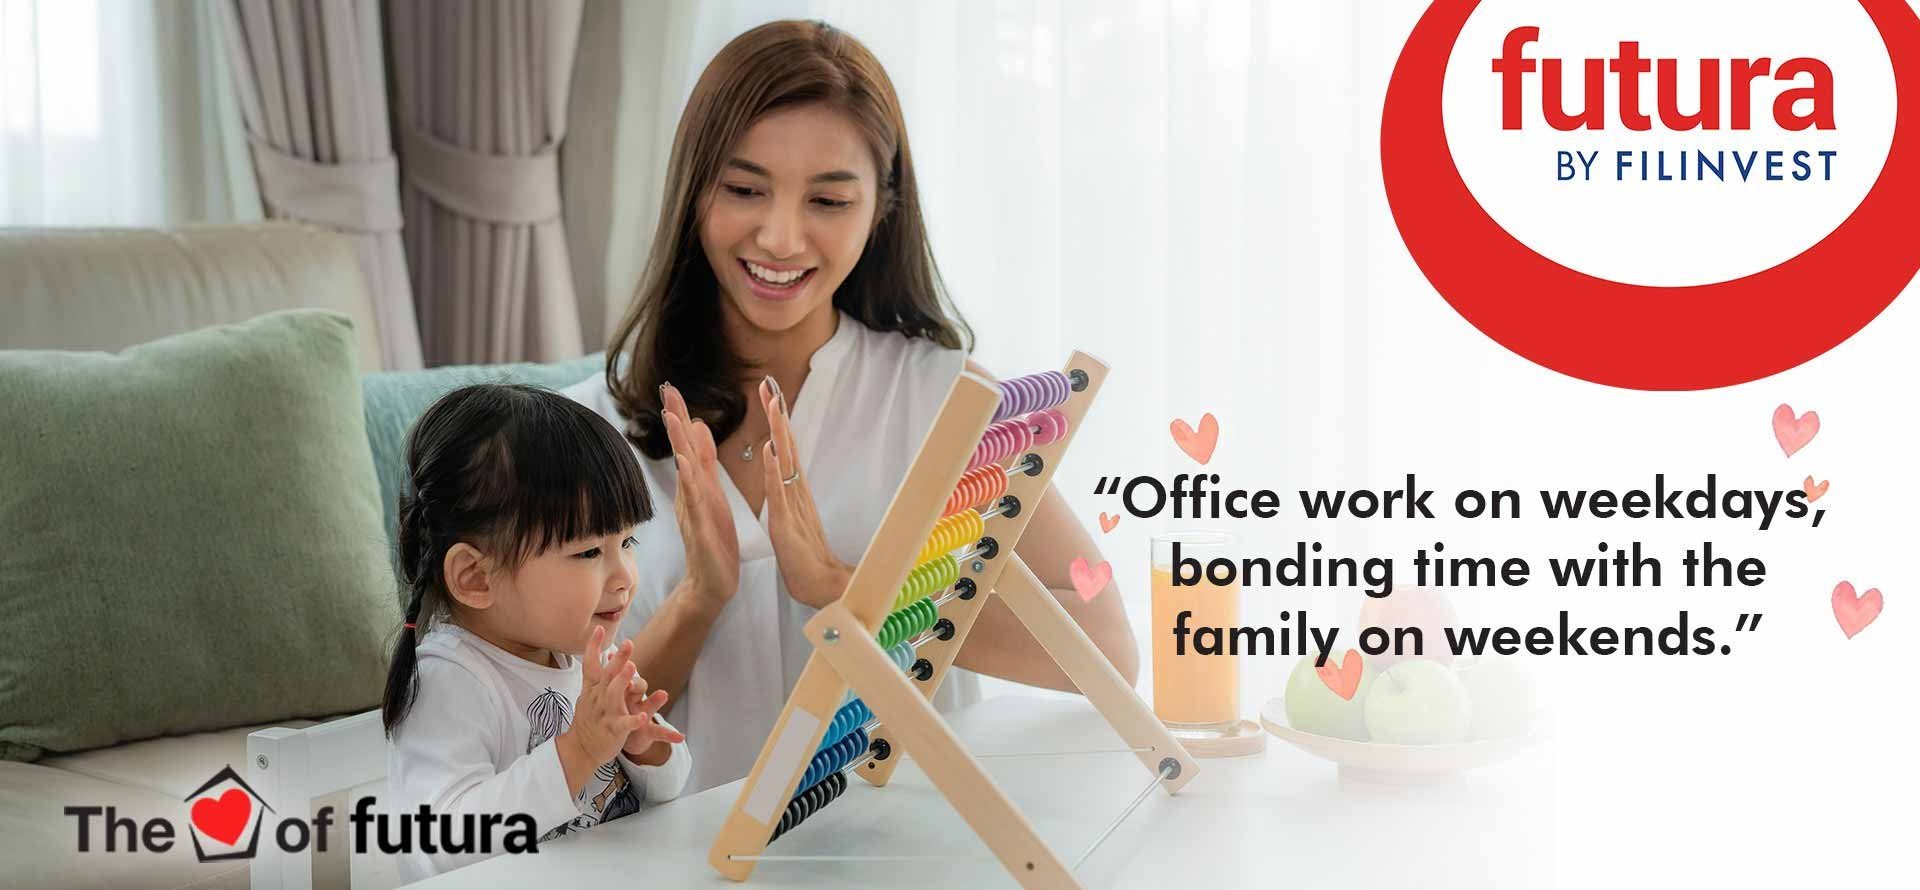 futura
BY FILINVEST
“Office work on weekdays,
bonding time with the
family on weekends.”
The of futura